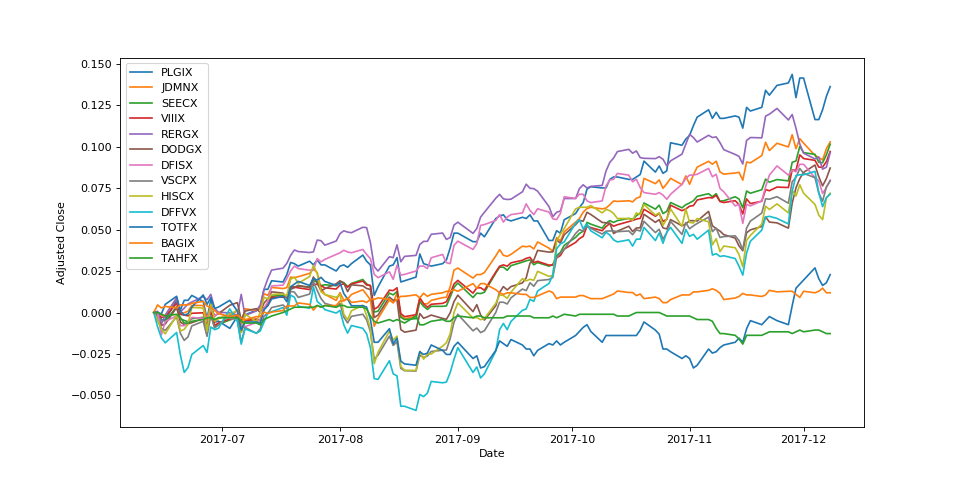 0.150
0.125
0.100
0.075
0.050
0.025
0.000
−0.025
−0.050
Adjusted Close
PLGIX
JDMNX
SEECX
VIIIX
RERGX
DODGX
DFISX
VSCPX
HISCX
DFFVX
TOTFX
BAGIX
TAHFX
2017-07 2017-08 2017-09 2017-10 2017-11 2017-12
Date